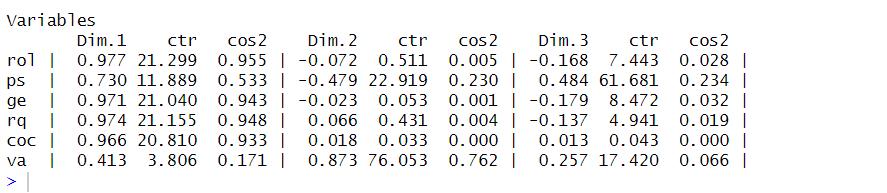 Variables
Dim.1 ctr cos2 Dim.2 ctr cos2 Dim.3 ctr cos2
rol | 0.977 21.299 0.955 | -0.072 0.511 0.005 | -0.168 7.443 0.028 |
ps | 0.730 11.889 0.533 | -0.479 22.919 0.230 | 0.484 61.681 0.234 |
ge | 0.971 21.040 0.943 | -0.023 0.053 0.001 | -0.179 8.472 0.032 |
rq | 0.974 21.155 0.948 | 0.066 0.431 0.004 | -0.137 4.941 0.019 |
coc | 0.966 20.810 0.933 | 0.018 0.033 0.000 | 0.013 0.043 0.000 |
va | 0.413 3.806 0.171 | 0.873 76.053 0.762 | 0.257 17.420 0.066 |
>